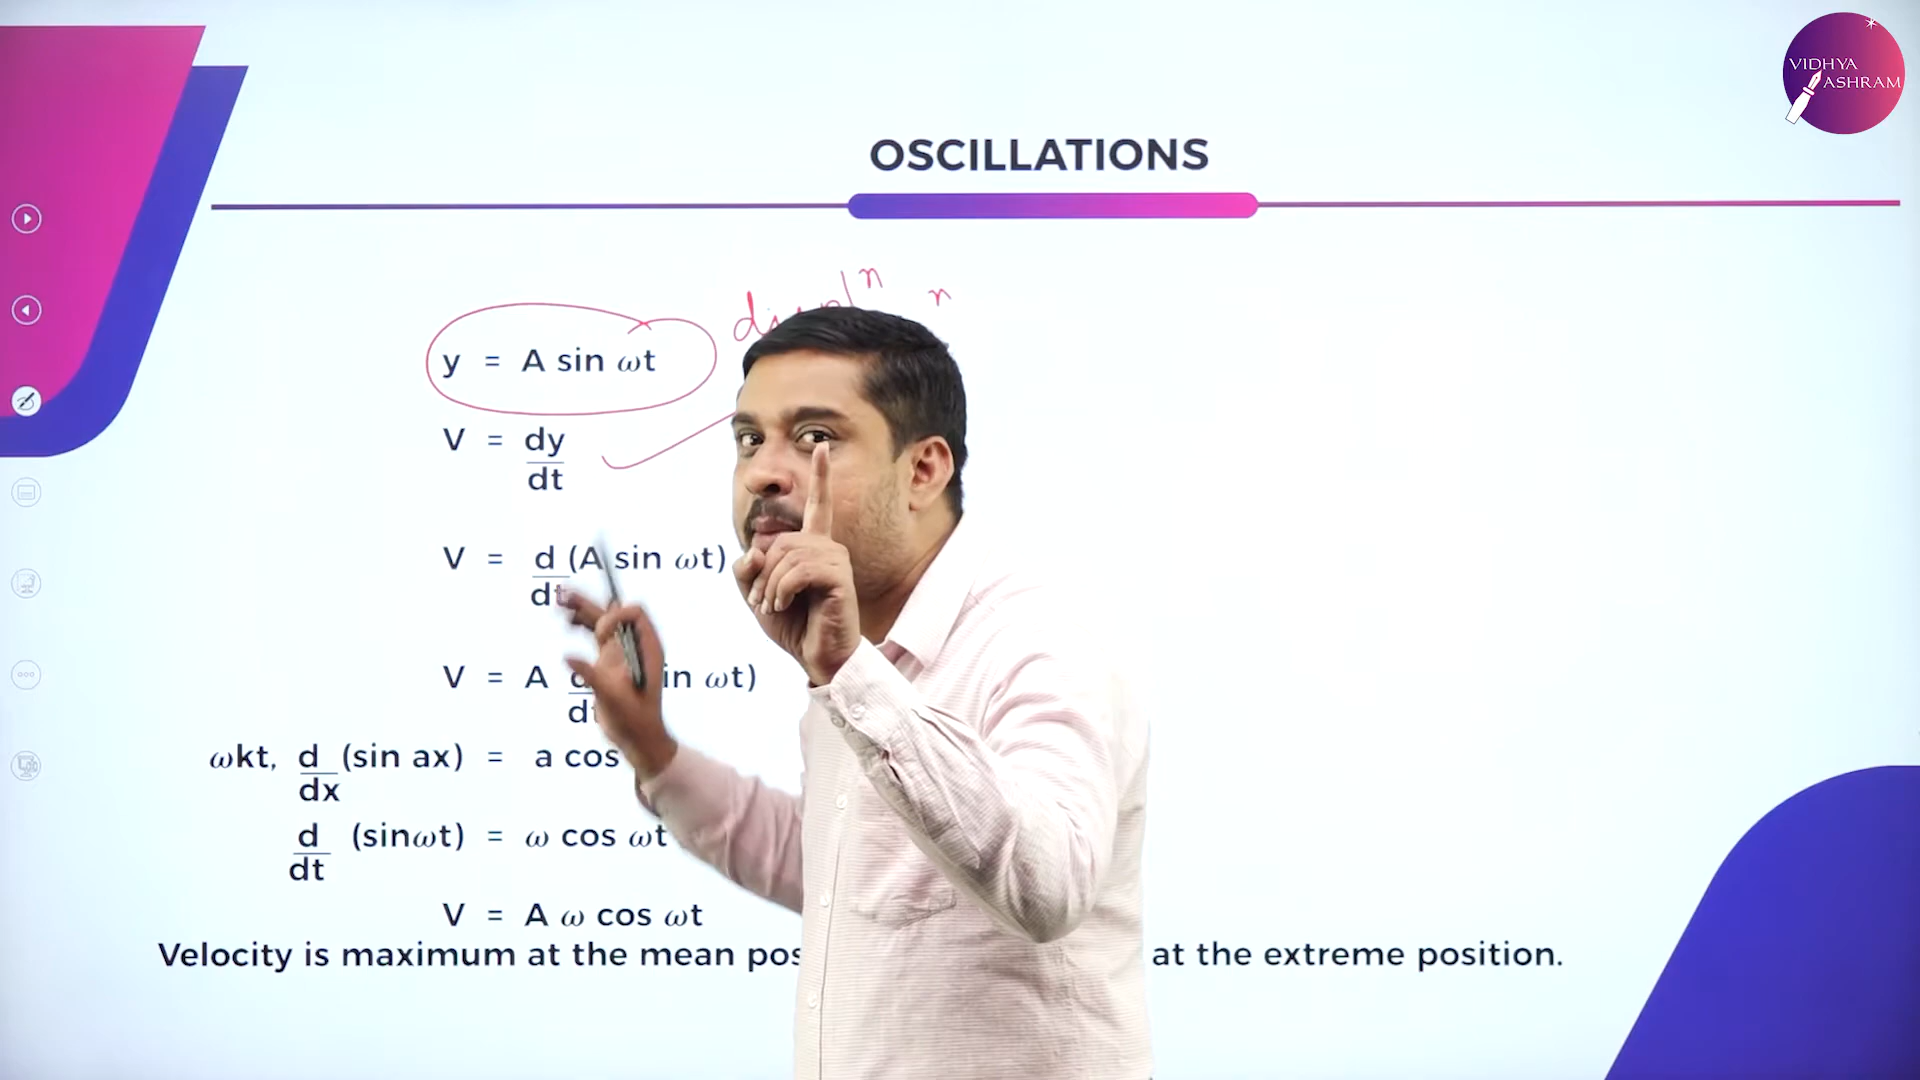 VIDHYA
ASHRAM
OSCILLATIONS
n
n
y = A sin ωt
V = dy
dt
V = d (A sin ωt)
V = A in ωt)
ωkt, d (sin ax) = a cos
dx
d (sinωt) = ω cos ωt
dt
V = A ω cos ωt
Velocity is maximum at the mean at the extreme position.